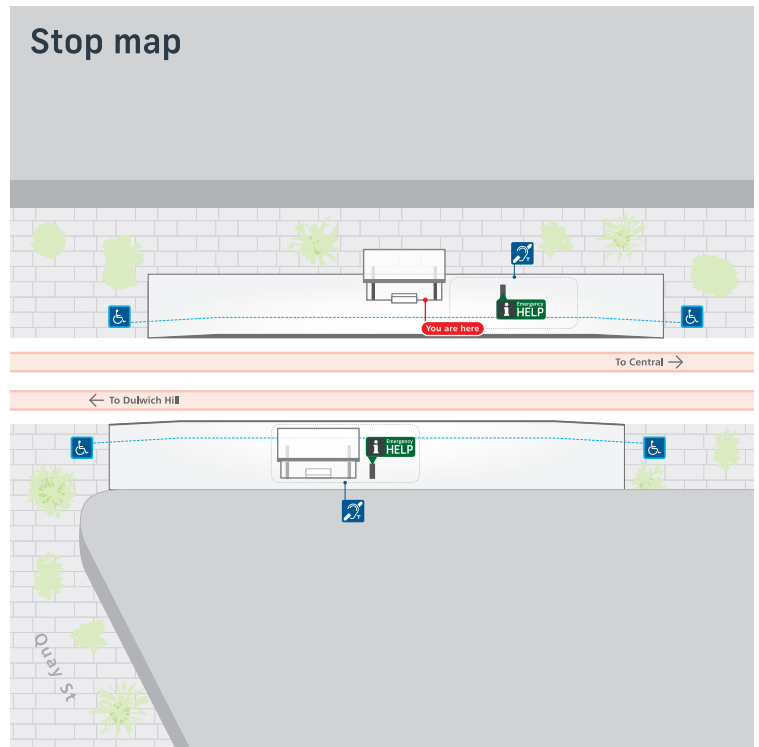 Stop map
T
Emergency
i HELP
You are here
To Central →
← To Dulwich Hill
Emergency
i HELP
T
Quay St